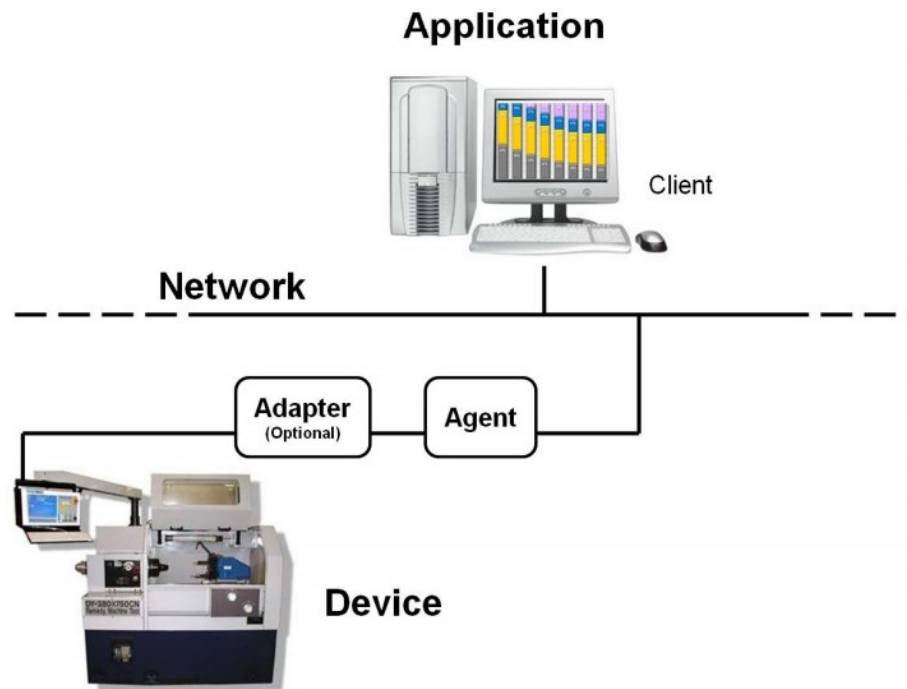 Application
Client
Network
Adapter
(Optional)
Agent
Device